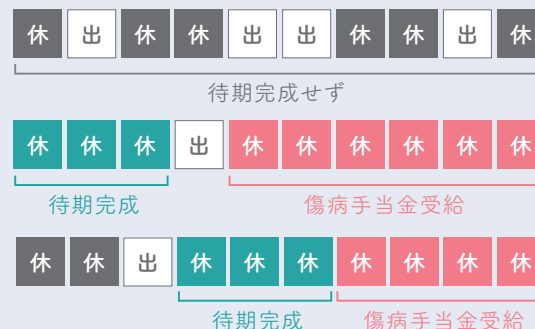 休 出 休 休 出 出 休 休 出 休
待期完成せず
休 休 休 出 休 休 休 休 休 休
待期完成 傷病手当金受給
休 休 出 休 休 休 休 休 休 休
待期完成 傷病手当金受給